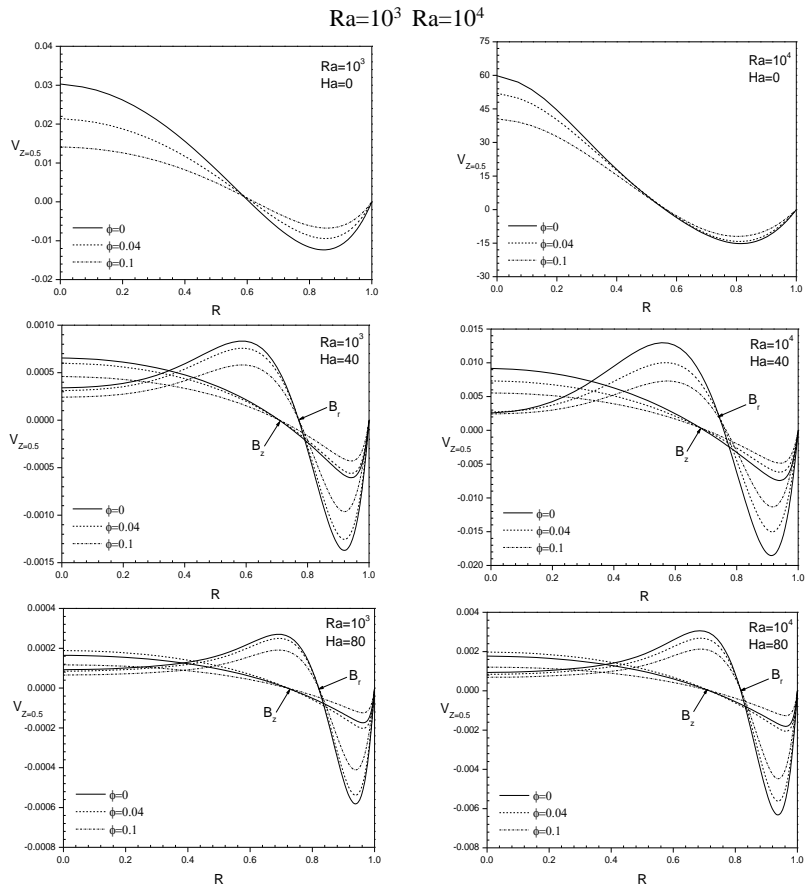 Ra=10³ Ra=10⁴
0.04
0.03
0.02
0.01
0.00
-0.01
-0.02
V_Z=0.5
Ra=10³
Ha=0
ϕ=0
ϕ=0.04
ϕ=0.1
0.0 0.2 0.4 0.6 0.8 1.0
R
75
60
45
30
15
0
-15
-30
V_Z=0.5
Ra=10⁴
Ha=0
ϕ=0
ϕ=0.04
ϕ=0.1
0.0 0.2 0.4 0.6 0.8 1.0
R
0.0010
0.0005
0.0000
-0.0005
-0.0010
-0.0015
V_Z=0.5
Ra=10³
Ha=40
B_r
B_z
ϕ=0
ϕ=0.04
ϕ=0.1
0.0 0.2 0.4 0.6 0.8 1.0
R
0.015
0.010
0.005
0.000
-0.005
-0.010
-0.015
-0.020
V_Z=0.5
Ra=10⁴
Ha=40
B_r
B_z
ϕ=0
ϕ=0.04
ϕ=0.1
0.0 0.2 0.4 0.6 0.8 1.0
R
0.0004
0.0002
0.0000
-0.0002
-0.0004
-0.0006
-0.0008
V_Z=0.5
Ra=10³
Ha=80
B_r
B_z
ϕ=0
ϕ=0.04
ϕ=0.1
0.0 0.2 0.4 0.6 0.8 1.0
R
0.004
0.002
0.000
-0.002
-0.004
-0.006
-0.008
V_Z=0.5
Ra=10⁴
Ha=80
B_r
B_z
ϕ=0
ϕ=0.04
ϕ=0.1
0.0 0.2 0.4 0.6 0.8 1.0
R